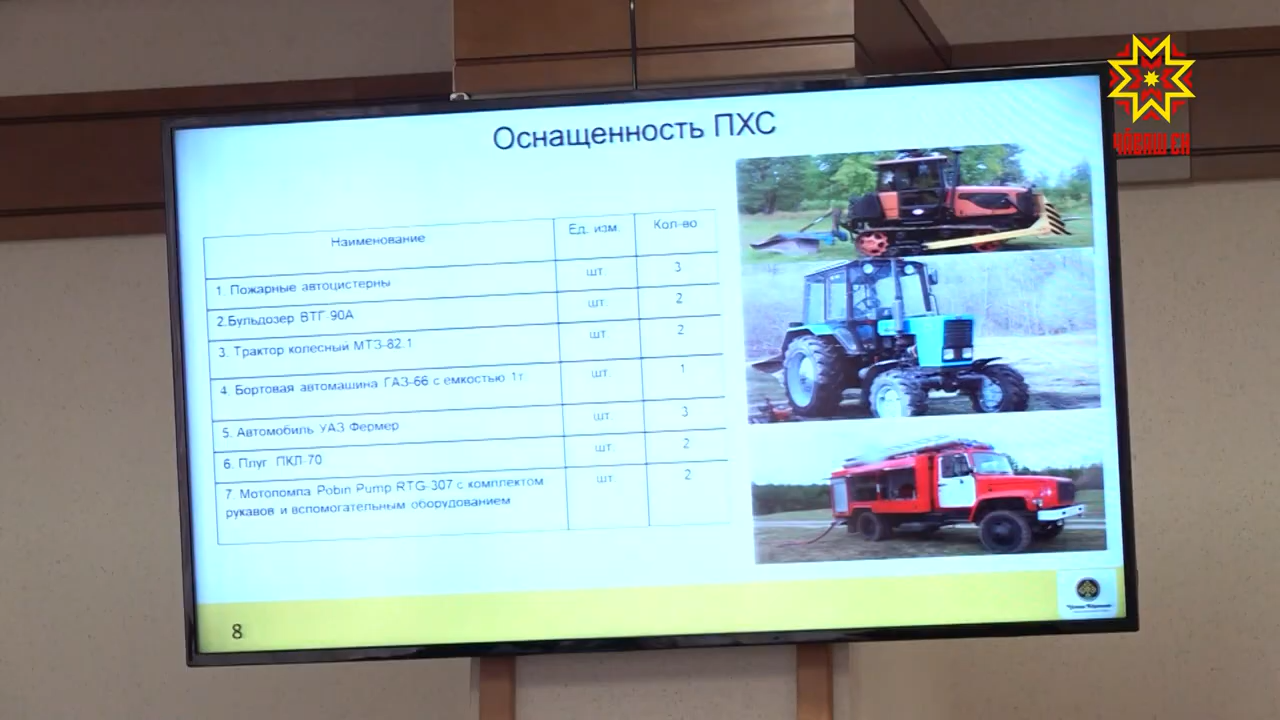 ЧӐВАШ ЕН
Оснащенность ПХС
Наименование Ед. изм. Кол-во
1. Пожарные автоцистерны шт 3
2.Бульдозер ВТГ-90А шт 2
3. Трактор колесный МТЗ-82.1 шт 2
4. Бортовая автомашина ГАЗ-66 с емкостью 1т шт 1
5. Автомобиль УАЗ Фермер шт 3
6. Плуг ПКЛ-70 шт 2
7. Мотопомпа Pobin Pump RTG-307 с комплектом
рукавов и вспомогательным оборудованием шт 2
8